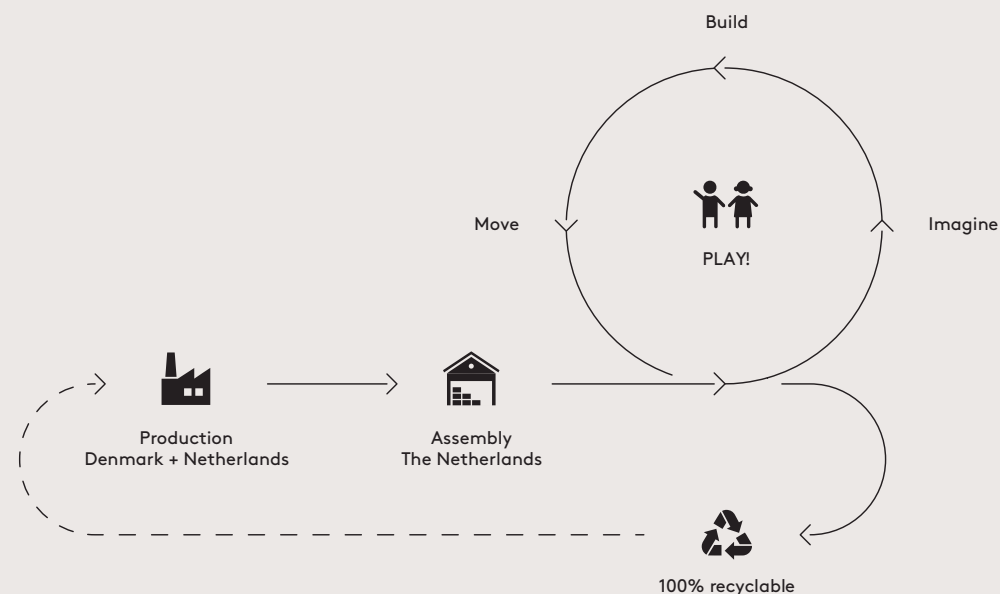 Build
Move
Imagine
PLAY!
Production
Denmark + Netherlands
Assembly
The Netherlands
100% recyclable